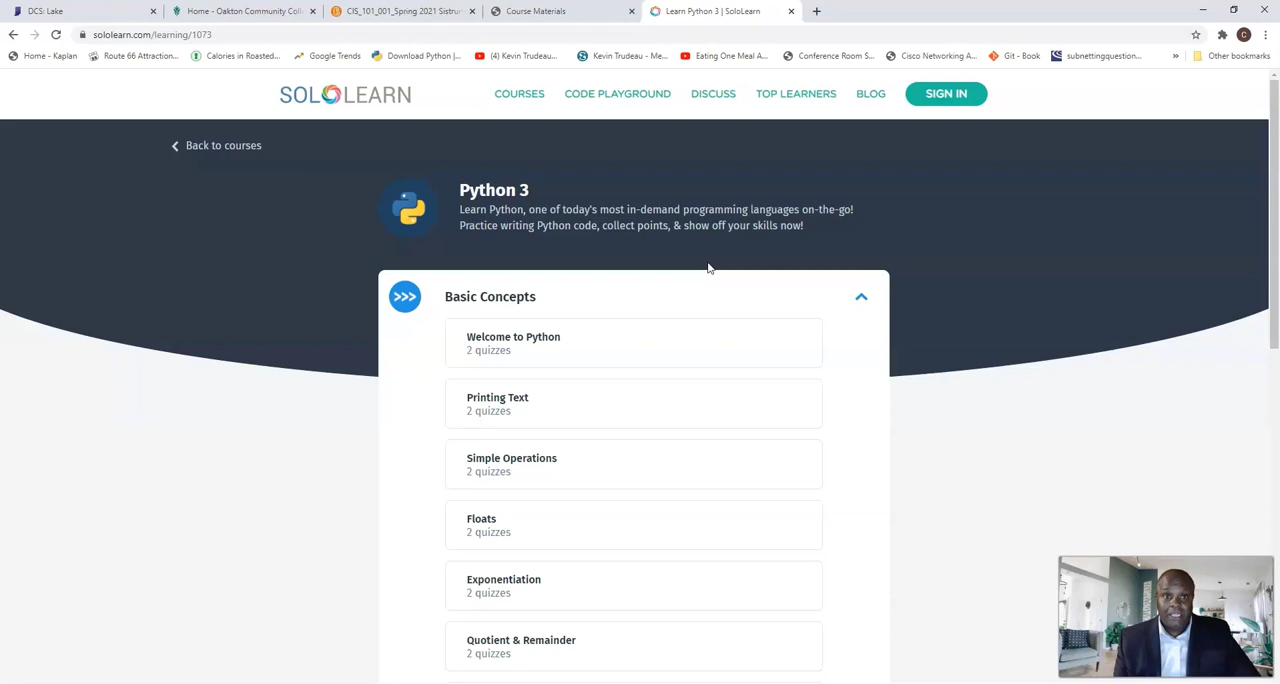 DCS: Lake
Home - Oakton Community Coll
CIS_101_001_Spring 2021 Sistrun
Course Materials
Learn Python 3 | SoloLearn
sololearn.com/learning/1073
Home - Kaplan
Route 66 Attraction...
Calories in Roasted...
Google Trends
Download Python |...
(4) Kevin Trudeau...
Kevin Trudeau - Me...
Eating One Meal A...
Conference Room S...
Cisco Networking A...
Git - Book
subnettingquestion...
»
Other bookmarks
SOLOLEARN
COURSES
CODE PLAYGROUND
DISCUSS
TOP LEARNERS
BLOG
SIGN IN
Back to courses
Python 3
Learn Python, one of today's most in-demand programming languages on-the-go!
Practice writing Python code, collect points, & show off your skills now!
>>>
Basic Concepts
Welcome to Python
2 quizzes
Printing Text
2 quizzes
Simple Operations
2 quizzes
Floats
2 quizzes
Exponentiation
2 quizzes
Quotient & Remainder
2 quizzes